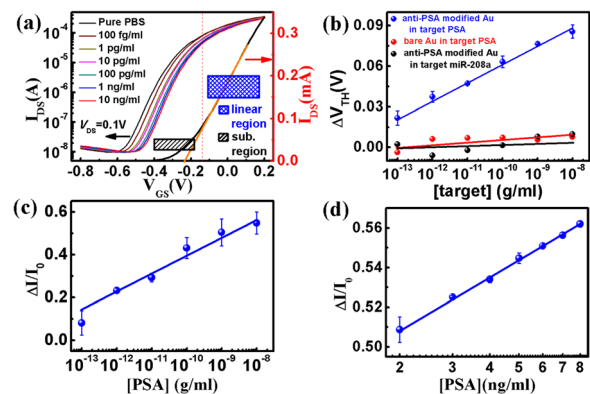 (a)
Pure PBS
100 fg/ml
1 pg/ml
10 pg/ml
100 pg/ml
1 ng/ml
10 ng/ml
V_DS=0.1V
linear
region
sub.
region
10⁻⁴
10⁻⁵
10⁻⁶
10⁻⁷
10⁻⁸
I_DS(A)
0.3
0.2
0.1
0.0
I_DS(mA)
-0.8 -0.6 -0.4 -0.2 0.0 0.2
V_GS(V)
(b)
anti-PSA modified Au
in target PSA
bare Au in target PSA
anti-PSA modified Au
in target miR-208a
0.09
0.06
0.03
0.00
ΔV_TH(V)
10⁻¹³ 10⁻¹² 10⁻¹¹ 10⁻¹⁰ 10⁻⁹ 10⁻⁸
[target] (g/ml)
(c)
0.6
0.4
0.2
0.0
ΔI/I₀
10⁻¹³ 10⁻¹² 10⁻¹¹ 10⁻¹⁰ 10⁻⁹ 10⁻⁸
[PSA] (g/ml)
(d)
0.56
0.54
0.52
0.50
ΔI/I₀
2 3 4 5 6 7 8
[PSA](ng/ml)